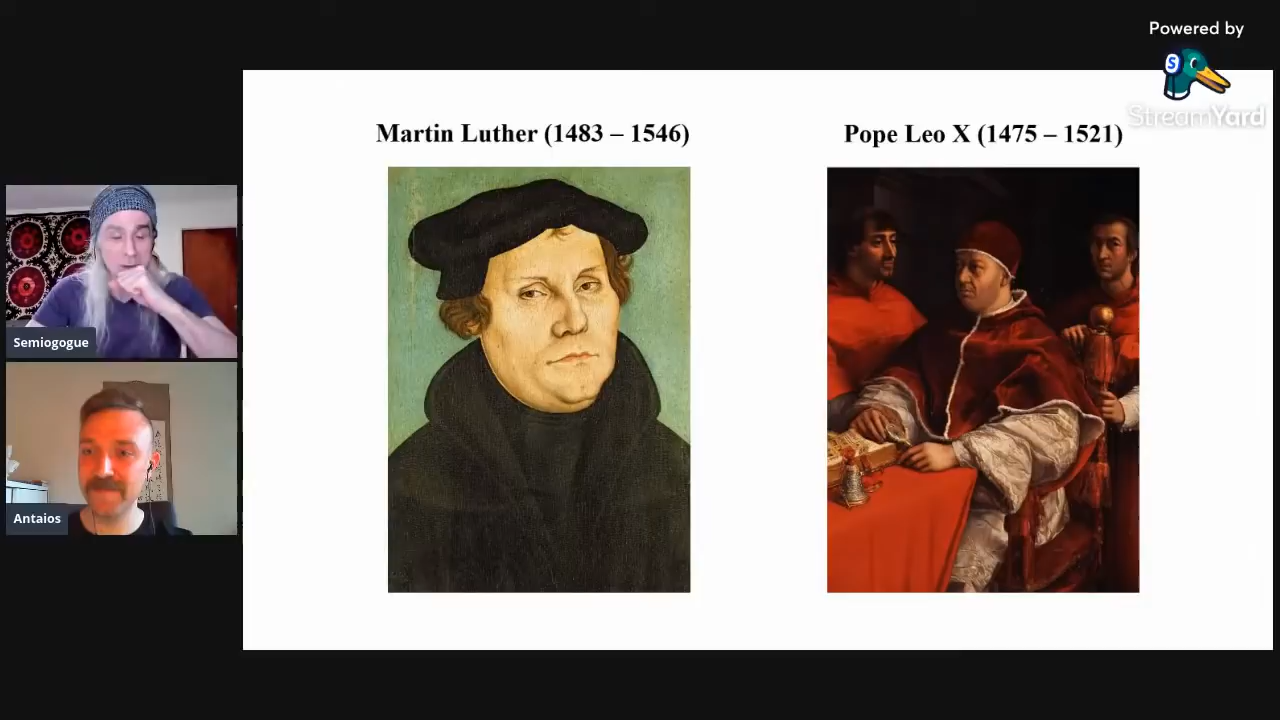 Powered by
StreamYard
Martin Luther (1483 – 1546)
Pope Leo X (1475 – 1521)
Semiogogue
Antaios